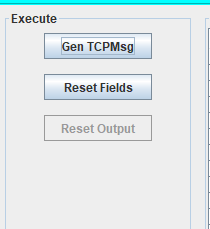 Execute
Gen TCPMsg
Reset Fields
Reset Output